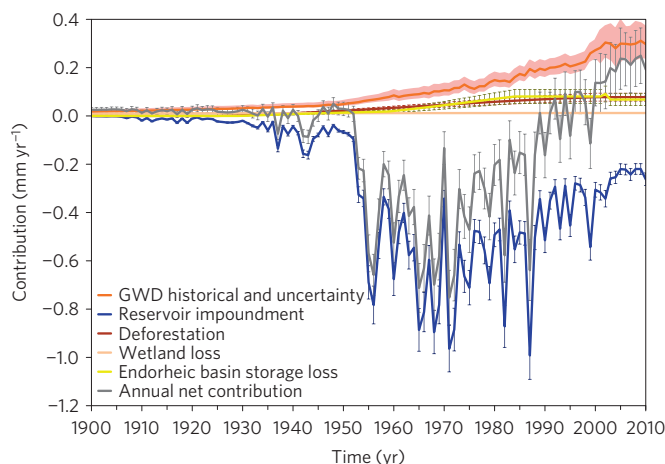 0.4
0.2
0.0
−0.2
−0.4
−0.6
−0.8
−1.0
−1.2
Contribution (mm yr⁻¹)
GWD historical and uncertainty
Reservoir impoundment
Deforestation
Wetland loss
Endorheic basin storage loss
Annual net contribution
1900 1910 1920 1930 1940 1950 1960 1970 1980 1990 2000 2010
Time (yr)